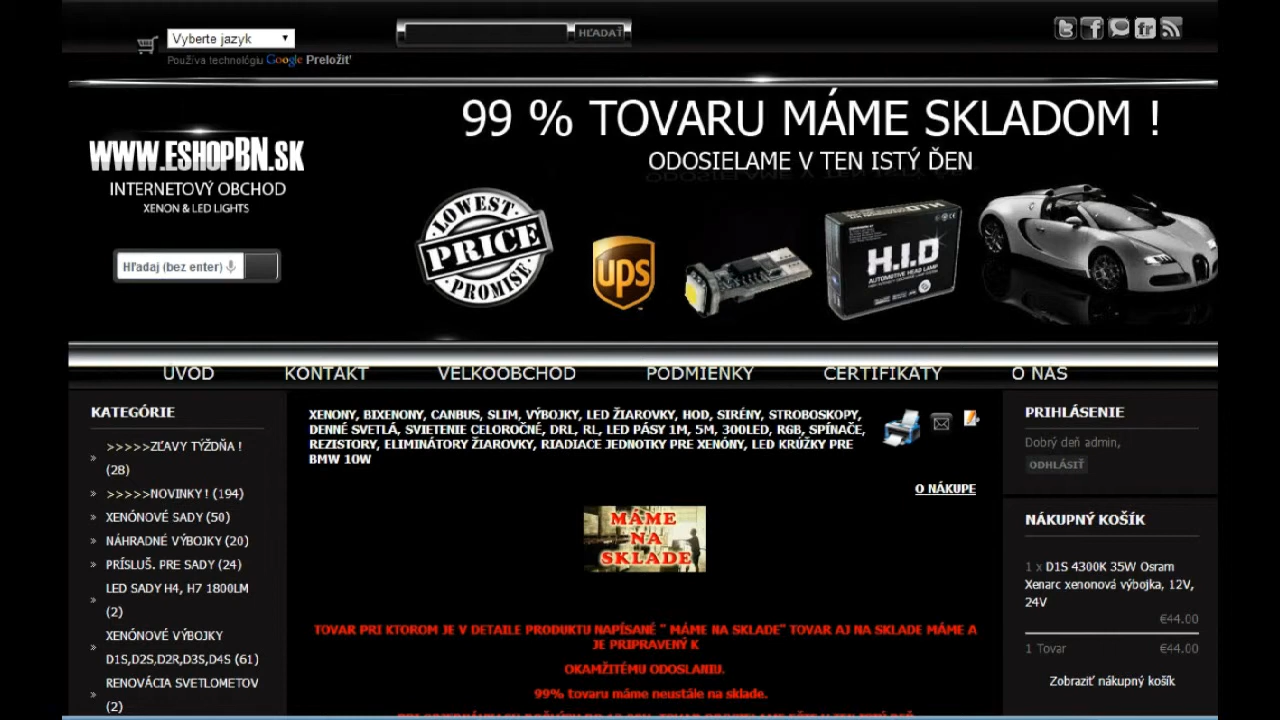 Vyberte jazyk
HĽADAŤ
Používa technológiu Google Preložiť
99 % TOVARU MÁME SKLADOM !
ODOSIELAME V TEN ISTÝ ĎEN
WWW.ESHOPBN.SK
INTERNETOVÝ OBCHOD
XENON & LED LIGHTS
Hľadaj (bez enter)
LOWEST
PRICE
PROMISE
UPS
H.I.D
AUTOMOTIVE HEAD LAMP
ÚVOD KONTAKT VELKOOBCHOD PODMIENKY CERTIFIKÁTY O NÁS
KATEGÓRIE
>>>>>ZĽAVY TÝŽDŇA !
(28)
>>>>>NOVINKY ! (194)
XENÓNOVÉ SADY (50)
NÁHRADNÉ VÝBOJKY (20)
PRÍSLUŠ. PRE SADY (24)
LED SADY H4, H7 1800LM
(2)
XENÓNOVÉ VÝBOJKY
D1S,D2S,D2R,D3S,D4S (61)
RENOVÁCIA SVETLOMETOV
(2)
XENONY, BIXENONY, CANBUS, SLIM, VÝBOJKY, LED ŽIAROVKY, HOD, SIRÉNY, STROBOSKOPY,
DENNÉ SVETLÁ, SVIETENIE CELOROČNÉ, DRL, RL, LED PÁSY 1M, 5M, 300LED, RGB, SPÍNAČE,
REZISTORY, ELIMINÁTORY ŽIAROVKY, RIADIACE JEDNOTKY PRE XENÓNY, LED KRÚŽKY PRE
BMW 10W
O NÁKUPE
MÁME
NA
SKLADE
TOVAR PRI KTOROM JE V DETAILE PRODUKTU NAPÍSANÉ " MÁME NA SKLADE" TOVAR AJ NA SKLADE MÁME A
JE PRIPRAVENÝ K
OKAMŽITÉMU ODOSLANIU.
99% tovaru máme neustále na sklade.
PRIHLÁSENIE
Dobrý deň admin,
ODHLÁSIŤ
NÁKUPNÝ KOŠÍK
1 x D1S 4300K 35W Osram
Xenarc xenonová výbojka, 12V,
24V
€44.00
1 Tovar €44.00
Zobraziť nákupný košík